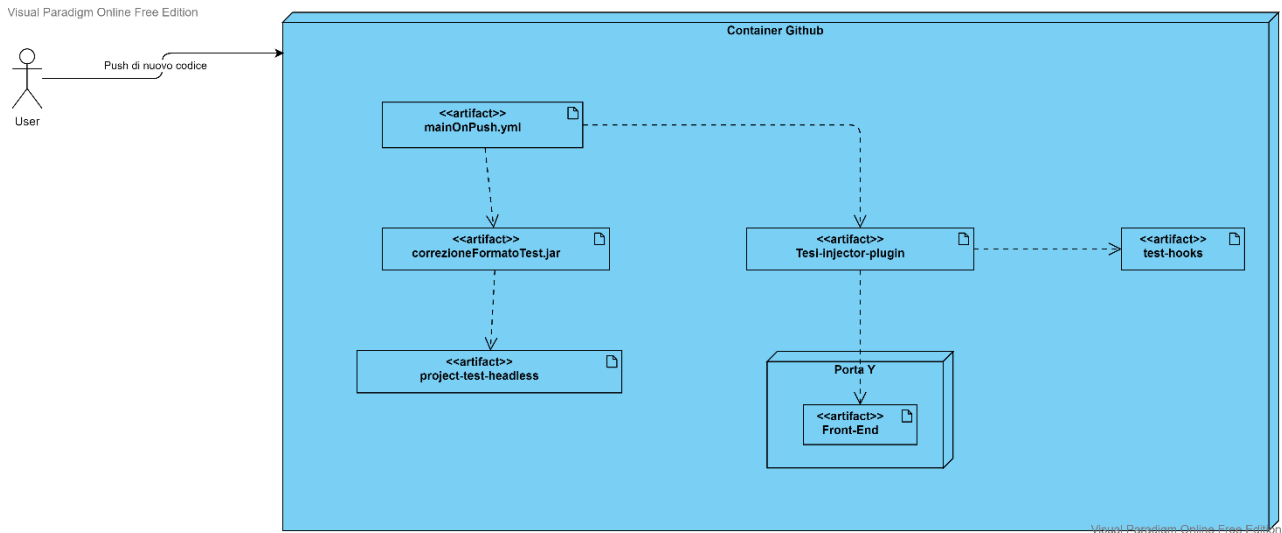 Visual Paradigm Online Free Edition
Container Github
Push di nuovo codice
User
<<artifact>>
mainOnPush.yml
<<artifact>>
correzioneFormatoTest.jar
<<artifact>>
Tesi-injector-plugin
<<artifact>>
test-hooks
<<artifact>>
project-test-headless
Porta Y
<<artifact>>
Front-End
Visual Paradigm Online Free Edition